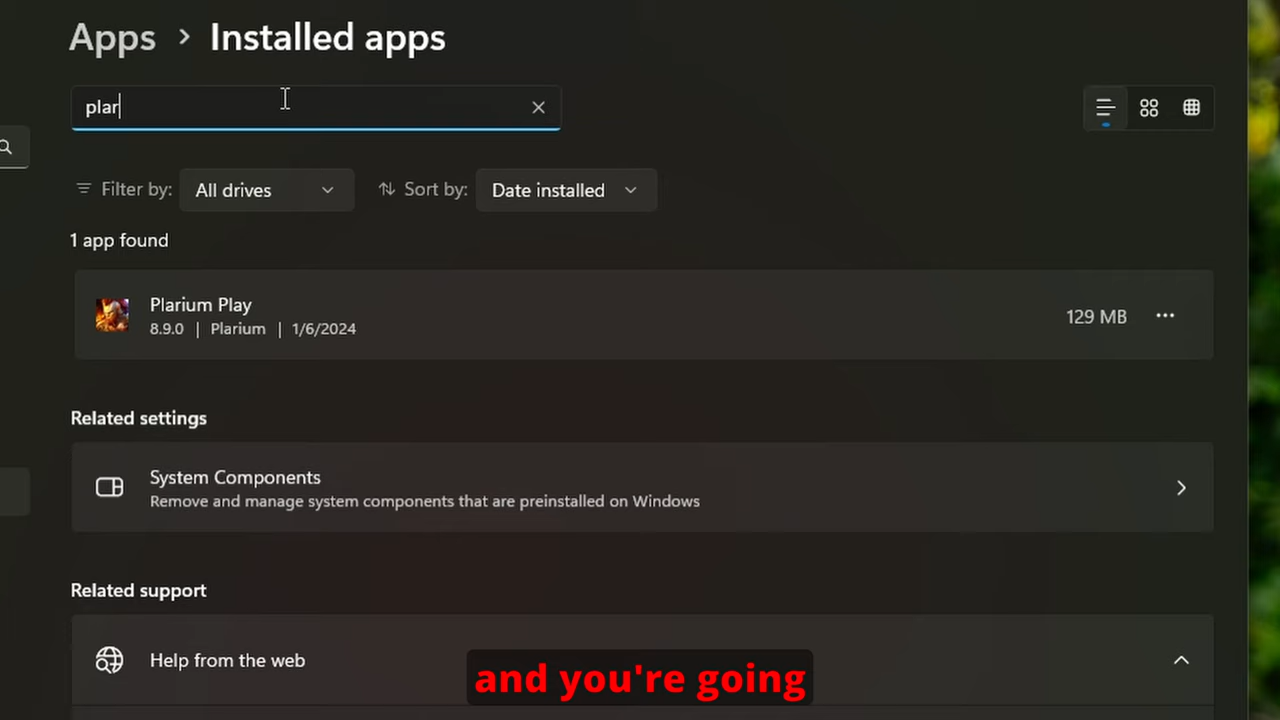 Apps > Installed apps
plar
Filter by: All drives
Sort by: Date installed
1 app found
Plarium Play
8.9.0 | Plarium | 1/6/2024
129 MB
Related settings
System Components
Remove and manage system components that are preinstalled on Windows
Related support
Help from the web
and you're going